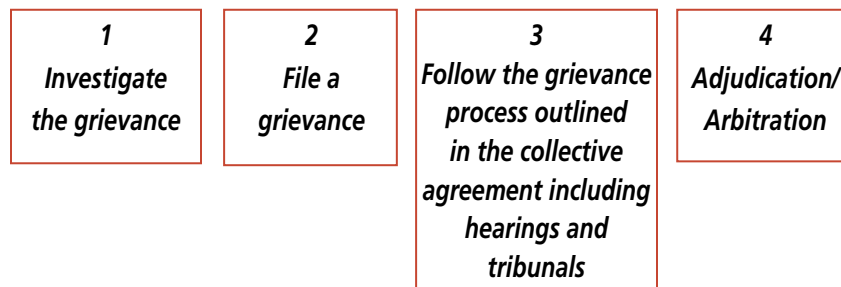 1
Investigate
the grievance
2
File a
grievance
3
Follow the grievance
process outlined
in the collective
agreement including
hearings and
tribunals
4
Adjudication/
Arbitration